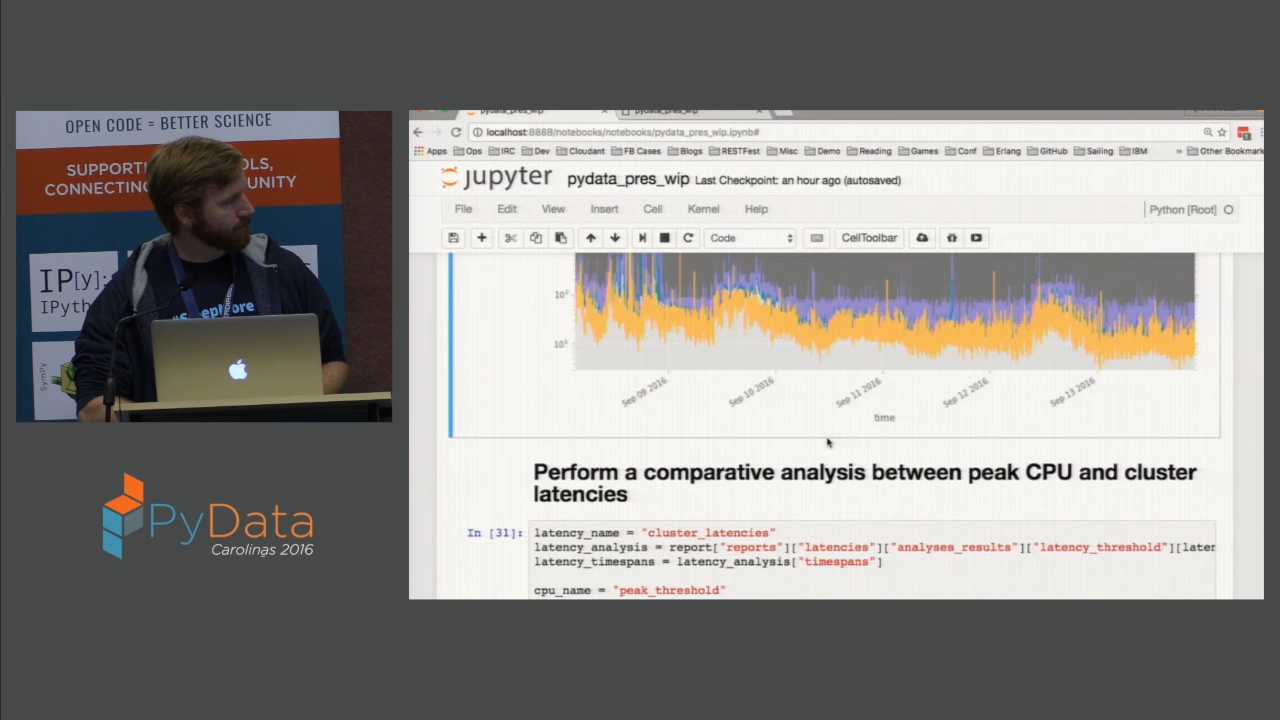 OPEN CODE = BETTER SCIENCE
CONNECTING
UNITY
IP[y]:
IPyth
SymPy
PyData
Carolinas 2016
pydata_pres_wip
pydata_pres_wip
localhost:8888/notebooks/notebooks/pydata_pres_wip.ipynb#
Apps Ops IRC Dev Cloudant FB Cases Blogs RESTFest Misc Demo Reading Games Conf Erlang GitHub Sailing IBM » Other Bookmark
jupyter pydata_pres_wip Last Checkpoint: an hour ago (autosaved)
File Edit View Insert Cell Kernel Help Python [Root]
Code CellToolbar
10²
10¹
Sep 09 2016
Sep 10 2016
Sep 11 2016
Sep 12 2016
Sep 13 2016
time
Perform a comparative analysis between peak CPU and cluster
latencies
In [31]: latency_name = "cluster_latencies"
latency_analysis = report["reports"]["latencies"]["analyses_results"]["latency_threshold"][later
latency_timespans = latency_analysis["timespans"]
cpu_name = "peak_threshold"